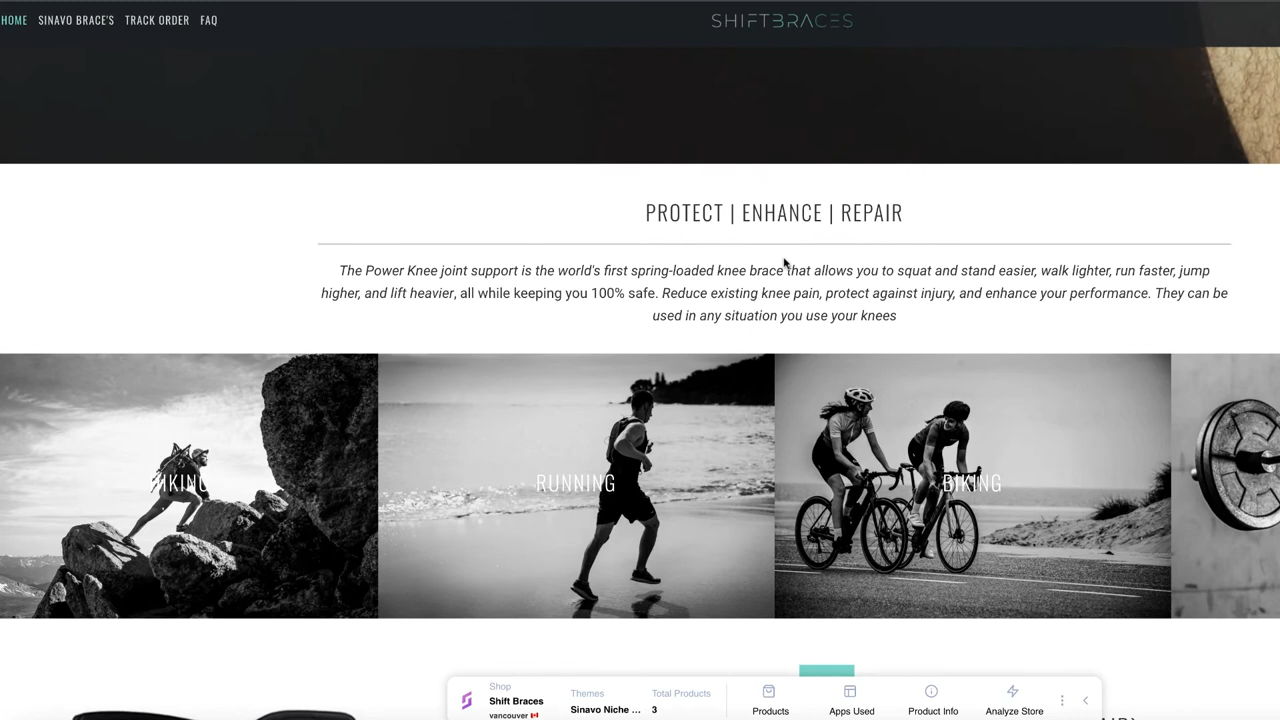 HOME SINAVO BRACE'S TRACK ORDER FAQ
SHIFTBRACES
PROTECT | ENHANCE | REPAIR
The Power Knee joint support is the world's first spring-loaded knee brace that allows you to squat and stand easier, walk lighter, run faster, jump
higher, and lift heavier, all while keeping you 100% safe. Reduce existing knee pain, protect against injury, and enhance your performance. They can be
used in any situation you use your knees
HIKING
RUNNING
BIKING
Shop
Shift Braces
vancouver
Themes
Sinavo Niche ...
Total Products
3
Products
Apps Used
Product Info
Analyze Store